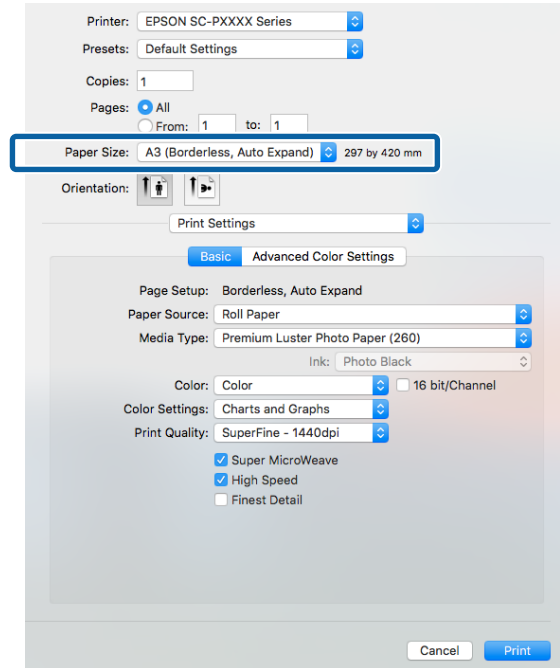 Printer: EPSON SC-PXXXX Series
Presets: Default Settings
Copies: 1
Pages: All
From: 1 to: 1
Paper Size: A3 (Borderless, Auto Expand) 297 by 420 mm
Orientation:
Print Settings
Basic Advanced Color Settings
Page Setup: Borderless, Auto Expand
Paper Source: Roll Paper
Media Type: Premium Luster Photo Paper (260)
Ink: Photo Black
Color: Color 16 bit/Channel
Color Settings: Charts and Graphs
Print Quality: SuperFine - 1440dpi
Super MicroWeave
High Speed
Finest Detail
Cancel Print